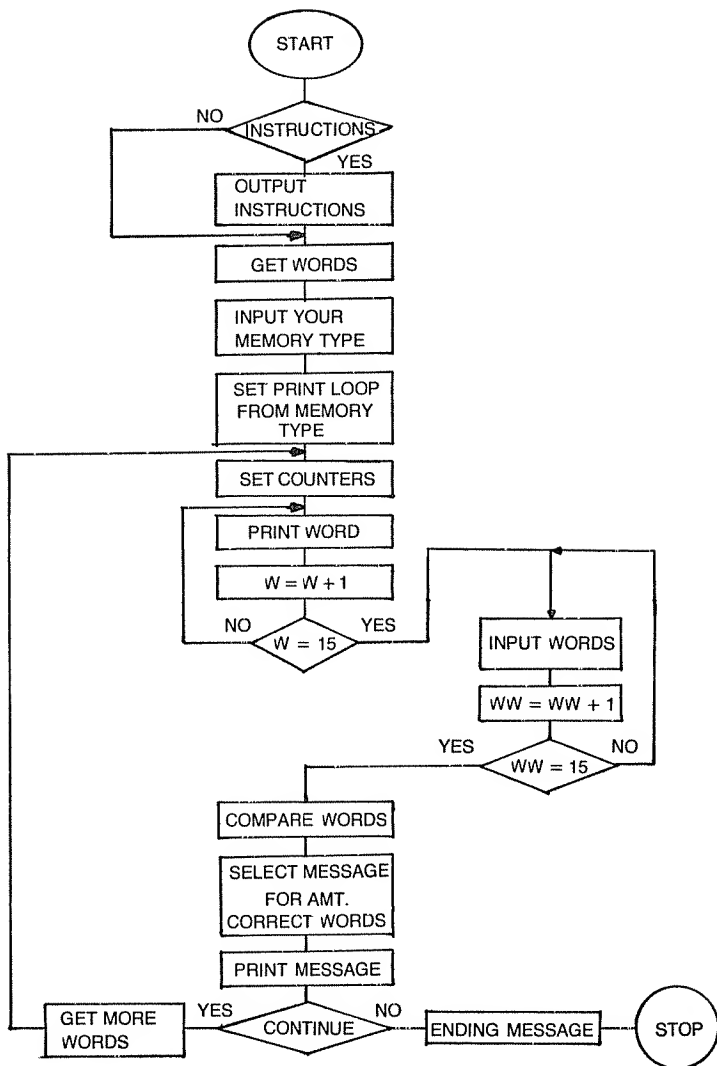 START
NO
INSTRUCTIONS
YES
OUTPUT
INSTRUCTIONS
GET WORDS
INPUT YOUR
MEMORY TYPE
SET PRINT LOOP
FROM MEMORY
TYPE
SET COUNTERS
PRINT WORD
W = W + 1
NO
W = 15
YES
INPUT WORDS
WW = WW + 1
YES
WW = 15
NO
COMPARE WORDS
SELECT MESSAGE
FOR AMT.
CORRECT WORDS
PRINT MESSAGE
GET MORE
WORDS
YES
CONTINUE
NO
ENDING MESSAGE
STOP